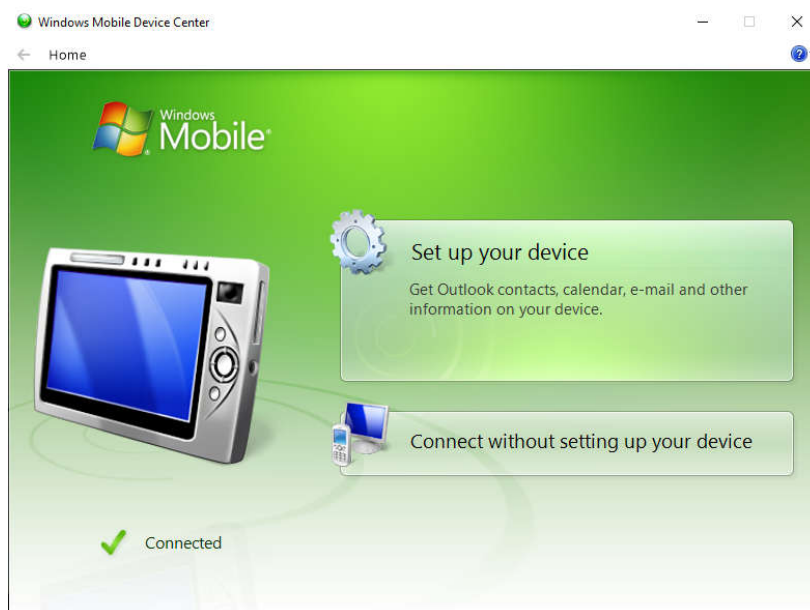 Windows Mobile Device Center
Home
Windows
Mobile®
Set up your device
Get Outlook contacts, calendar, e-mail and other
information on your device.
Connect without setting up your device
Connected